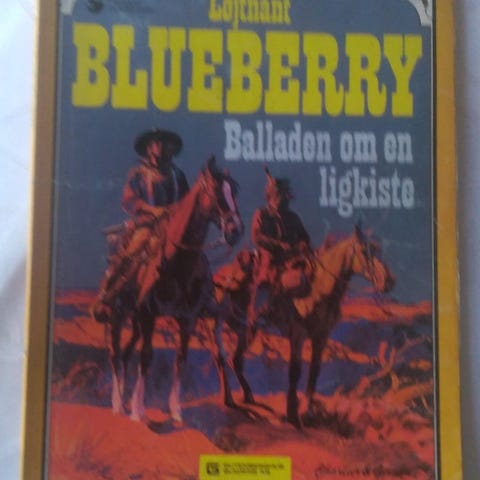 Løjtnant
BLUEBERRY
Balladen om en
ligkiste